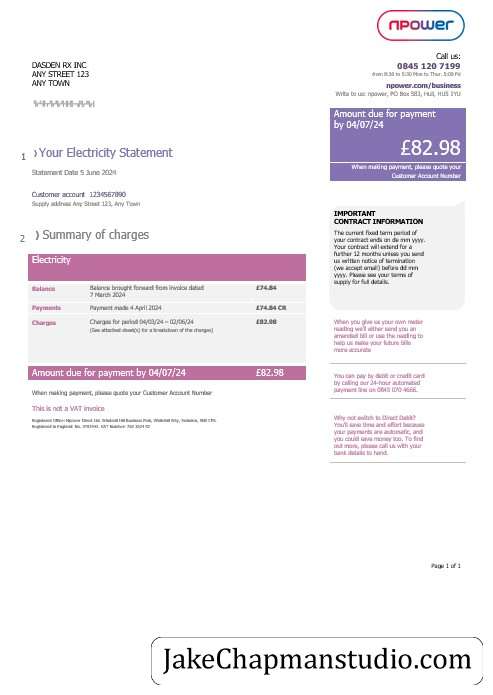 npower
Call us:
0845 120 7199
npower.com/business
Write to us: npower, PO Box 583, Hull, HU5 1YU
DASDEN RX INC
ANY STREET 123
ANY TOWN
Amount due for payment
by 04/07/24
£82.98
When making payment, please quote your
Customer Account Number
1 )Your Electricity Statement
Statement Date 5 June 2024
Customer account 1234567890
Supply address Any Street 123, Any Town
2 ) Summary of charges
Electricity
Balance Balance brought forward from invoice dated £74.84
7 March 2024
Payments Payment made 4 April 2024 £74.84 CR
Charges Charges for period 04/03/24 – 02/06/24 £82.98
(See attached sheet(s) for a breakdown of the charges)
Amount due for payment by 04/07/24 £82.98
When making payment, please quote your Customer Account Number
This is not a VAT invoice
IMPORTANT
CONTRACT INFORMATION
The current fixed term period of
your contract ends on de mm yyyy.
Your contract will extend for a
further 12 months unless you send
us written notice of termination
(we accept email) before dd mm
yyyy. Please see your terms of
supply for full details.
When you give us your own meter
reading we'll either send you an
amended bill or use the reading to
help us make your future bills
more accurate
You can pay by debit or credit card
by calling our 24-hour automated
payment line on 0845 070 4666.
Why not switch to Direct Debit?
You'll save time and effort because
your payments are automatic, and
you could save money too. To find
out more, please call us with your
bank details to hand.
Page 1 of 1
JakeChapmanstudio.com